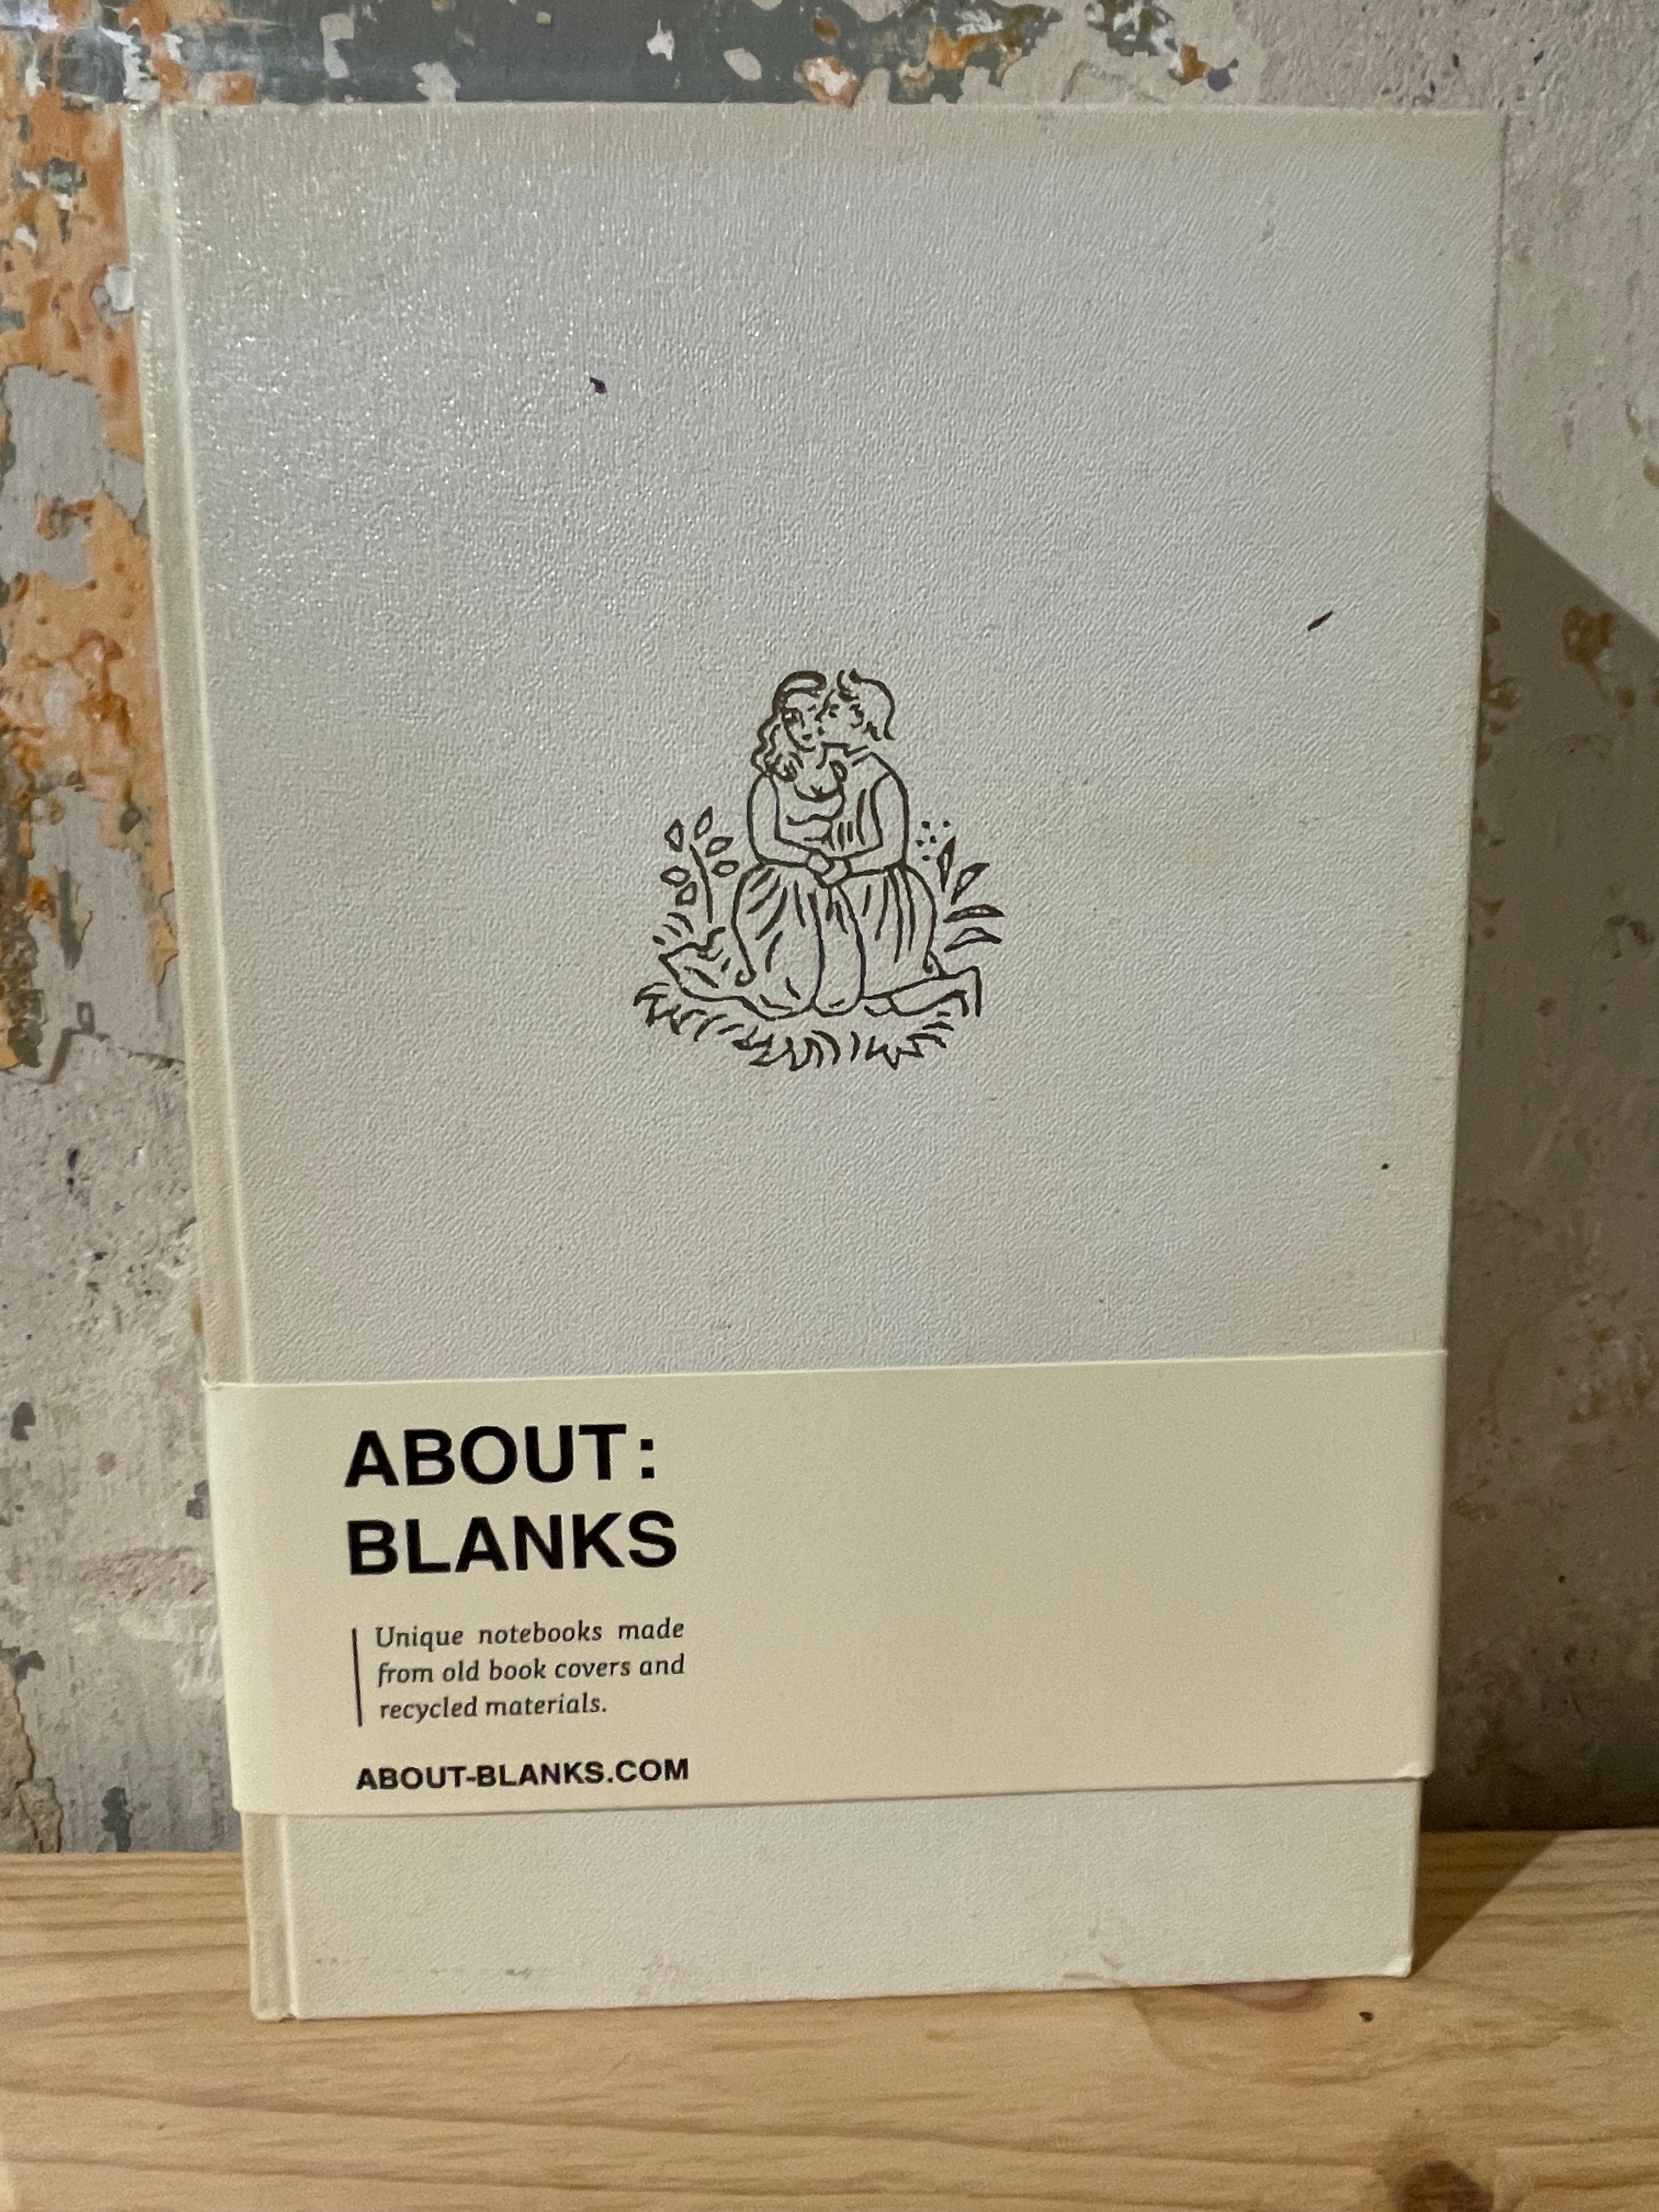 ABOUT:
BLANKS
Unique notebooks made
from old book covers and
recycled materials.
ABOUT-BLANKS.COM